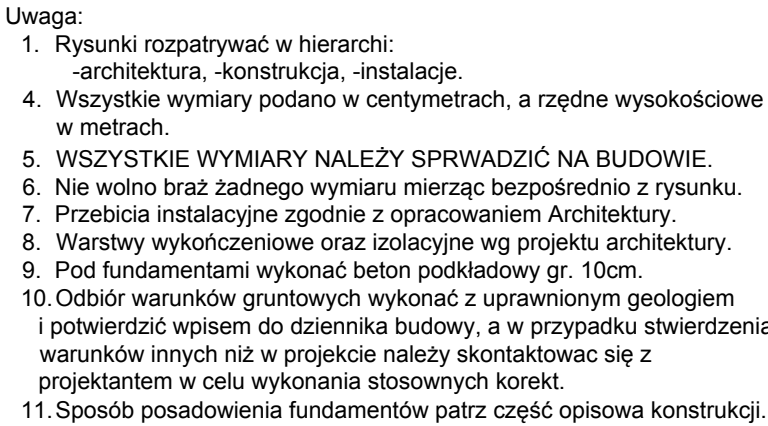 Uwaga:
1. Rysunki rozpatrywać w hierarchi:
-architektura, -konstrukcja, -instalacje.
4. Wszystkie wymiary podano w centymetrach, a rzędne wysokościowe
w metrach.
5. WSZYSTKIE WYMIARY NALEŻY SPRWADZIĆ NA BUDOWIE.
6. Nie wolno braż żadnego wymiaru mierząc bezpośrednio z rysunku.
7. Przebicia instalacyjne zgodnie z opracowaniem Architektury.
8. Warstwy wykończeniowe oraz izolacyjne wg projektu architektury.
9. Pod fundamentami wykonać beton podkładowy gr. 10cm.
10. Odbiór warunków gruntowych wykonać z uprawnionym geologiem
i potwierdzić wpisem do dziennika budowy, a w przypadku stwierdzenia
warunków innych niż w projekcie należy skontaktowac się z
projektantem w celu wykonania stosownych korekt.
11. Sposób posadowienia fundamentów patrz część opisowa konstrukcji.